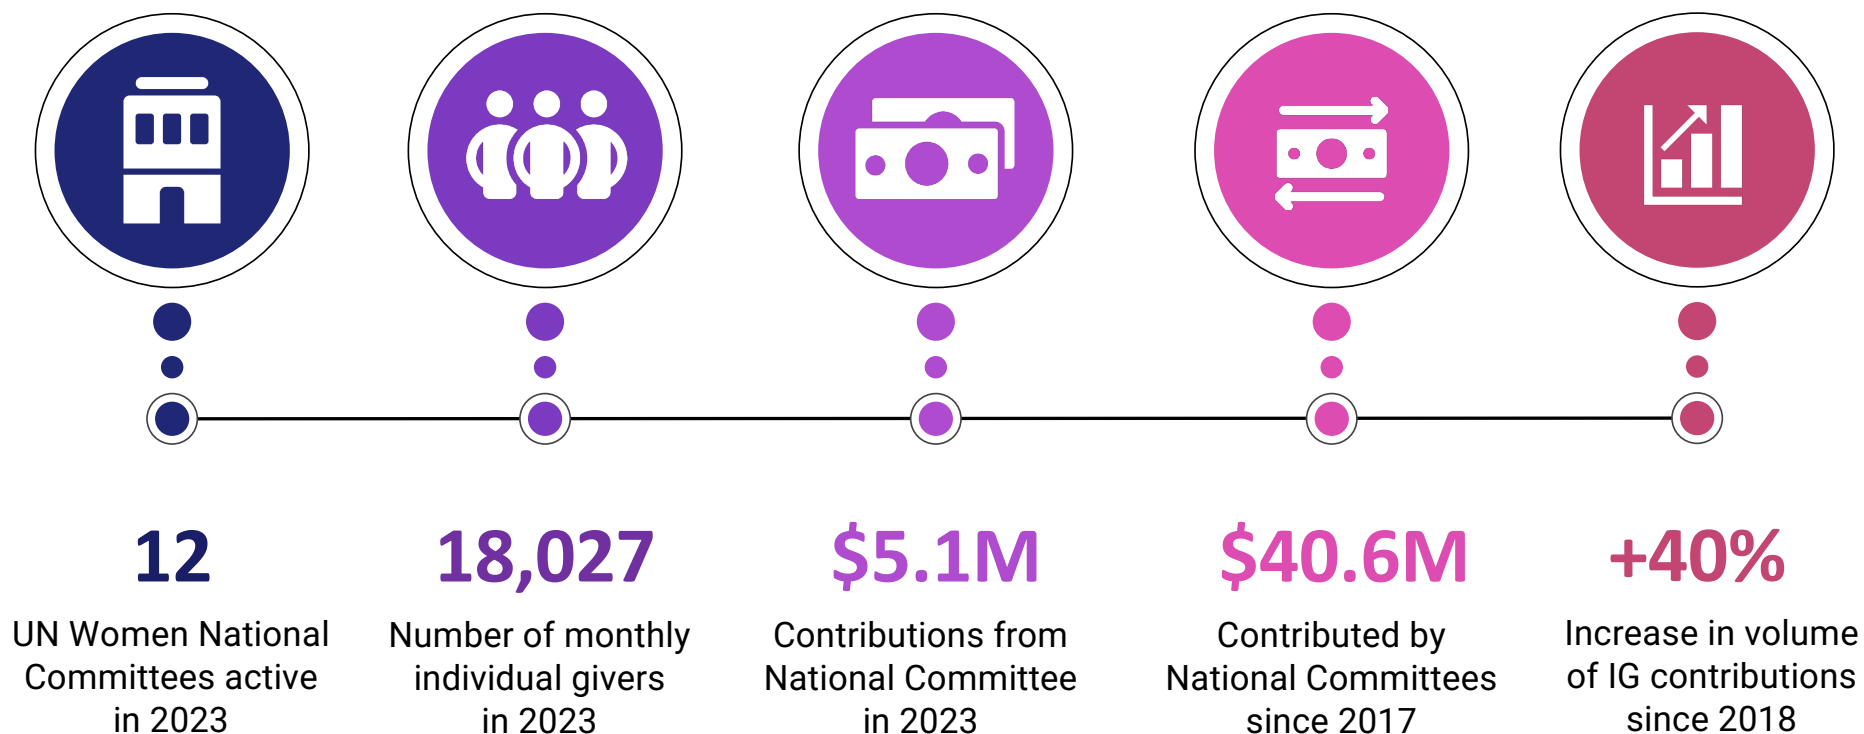 12
UN Women National
Committees active
in 2023
18,027
Number of monthly
individual givers
in 2023
$5.1M
Contributions from
National Committee
in 2023
$40.6M
Contributed by
National Committees
since 2017
+40%
Increase in volume
of IG contributions
since 2018